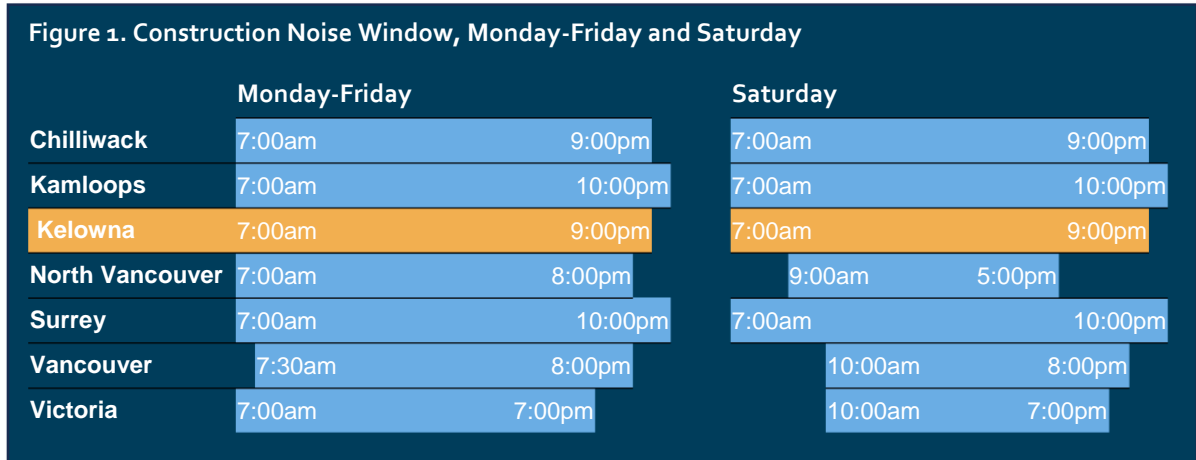 Figure 1. Construction Noise Window, Monday-Friday and Saturday
Monday-Friday Saturday
Chilliwack 7:00am 9:00pm 7:00am 9:00pm
Kamloops 7:00am 10:00pm 7:00am 10:00pm
Kelowna 7:00am 9:00pm 7:00am 9:00pm
North Vancouver 7:00am 8:00pm 9:00am 5:00pm
Surrey 7:00am 10:00pm 7:00am 10:00pm
Vancouver 7:30am 8:00pm 10:00am 8:00pm
Victoria 7:00am 7:00pm 10:00am 7:00pm